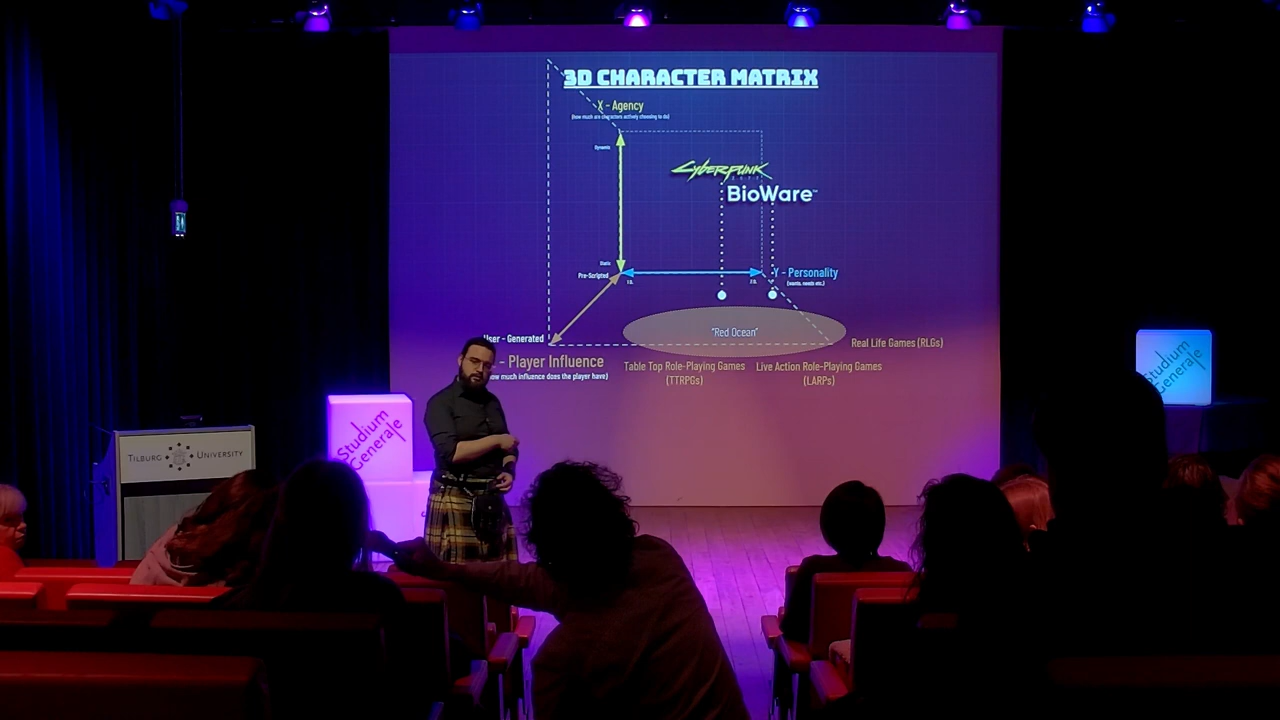 3D CHARACTER MATRIX
X - Agency
(how much are characters actively choosing to do)
Dynamic
CYBERPUNK
BioWare™
Static
Pre-Scripted
Y - Personality
(wants, needs etc.)
User - Generated
"Red Ocean"
Real Life Games (RLGs)
- Player Influence
how much influence does the player have)
Table Top Role-Playing Games
(TTRPGs)
Live Action Role-Playing Games
(LARPs)
Studium
Generale
Studium
Generale
TILBURG UNIVERSITY